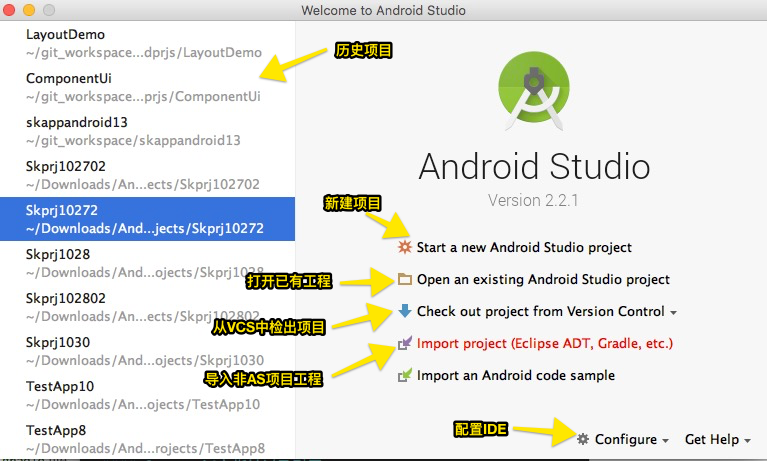 Welcome to Android Studio
LayoutDemo
~/git_workspace...dprjs/LayoutDemo
历史项目
ComponentUi
~/git_workspace...prjs/ComponentUi
skappandroid13
~/git_workspace/skappandroid13
Skprj102702
~/Downloads/An...ects/Skprj102702
Skprj10272
~/Downloads/And...jects/Skprj10272
Skprj1028
~/Downloads/And...ojects/Skprj1028
Skprj102802
~/Downloads/An...ects/Skprj102802
Skprj1030
~/Downloads/And...ojects/Skprj1030
TestApp10
~/Downloads/An...ojects/TestApp10
TestApp8
~/Downloads/And...rojects/TestApp8
Android Studio
Version 2.2.1
新建项目
Start a new Android Studio project
打开已有工程
Open an existing Android Studio project
从VCS中检出项目
Check out project from Version Control
导入非AS项目工程
Import project (Eclipse ADT, Gradle, etc.)
Import an Android code sample
配置IDE
Configure
Get Help